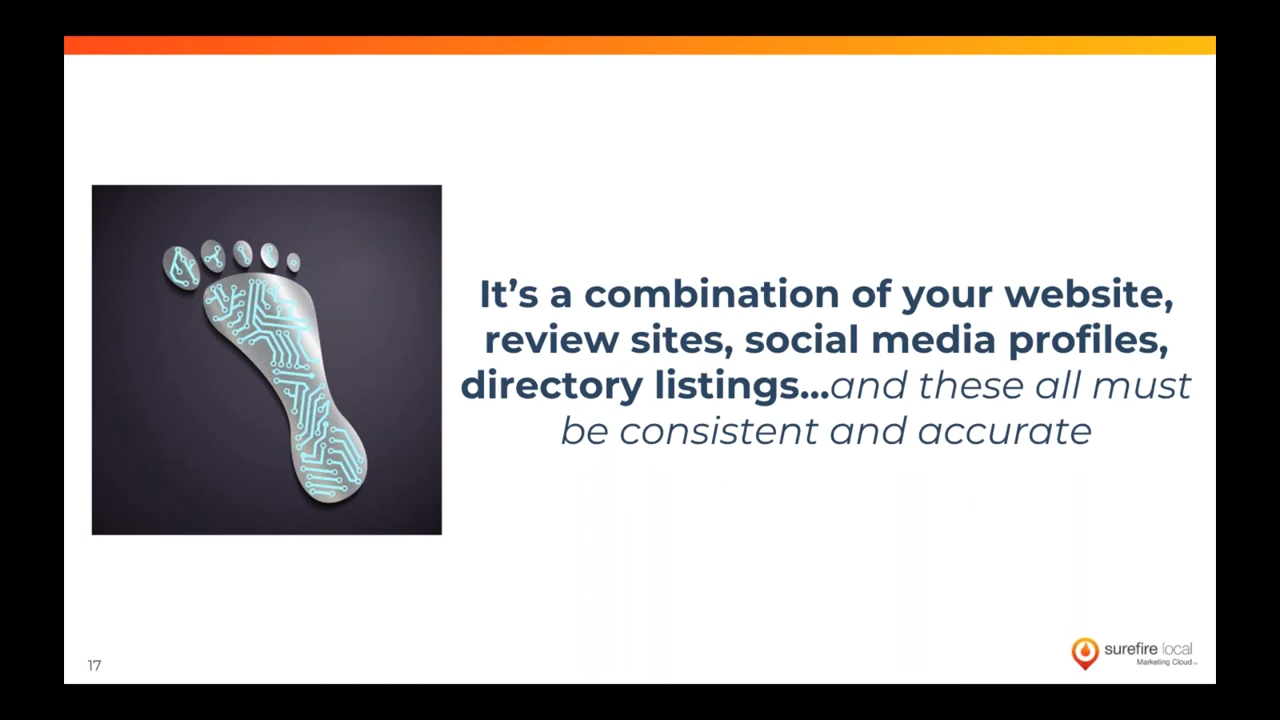 It's a combination of your website,
review sites, social media profiles,
directory listings...and these all must
be consistent and accurate
17
surefire local
Marketing Cloud